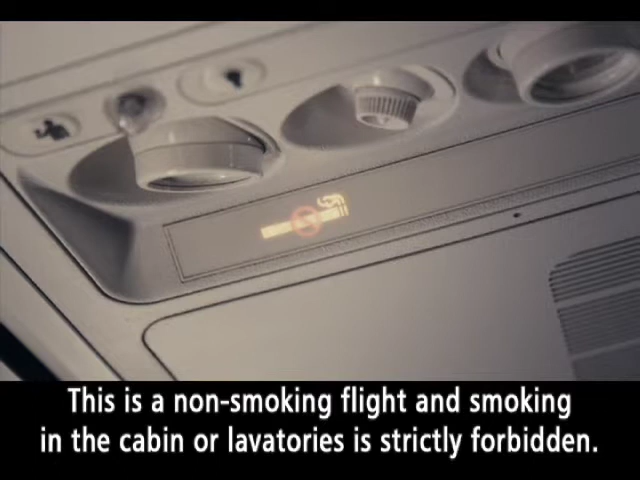 This is a non-smoking flight and smoking
in the cabin or lavatories is strictly forbidden.